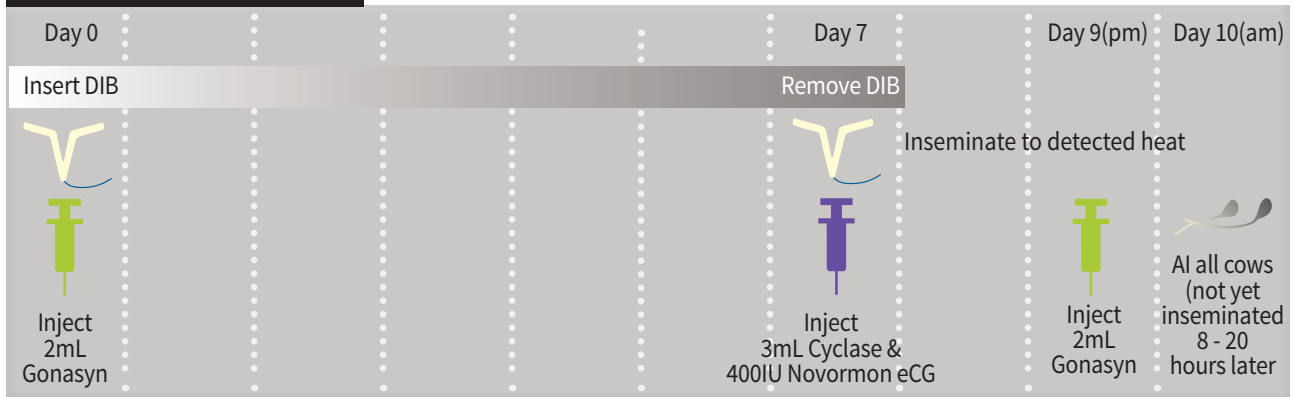 Day 0
Day 7
Day 9(pm)
Day 10(am)
Insert DIB
Remove DIB
Inseminate to detected heat
Inject
2mL
Gonasyn
Inject
3mL Cyclase &
400IU Novormon eCG
Inject
2mL
Gonasyn
AI all cows
(not yet
inseminated
8 - 20
hours later